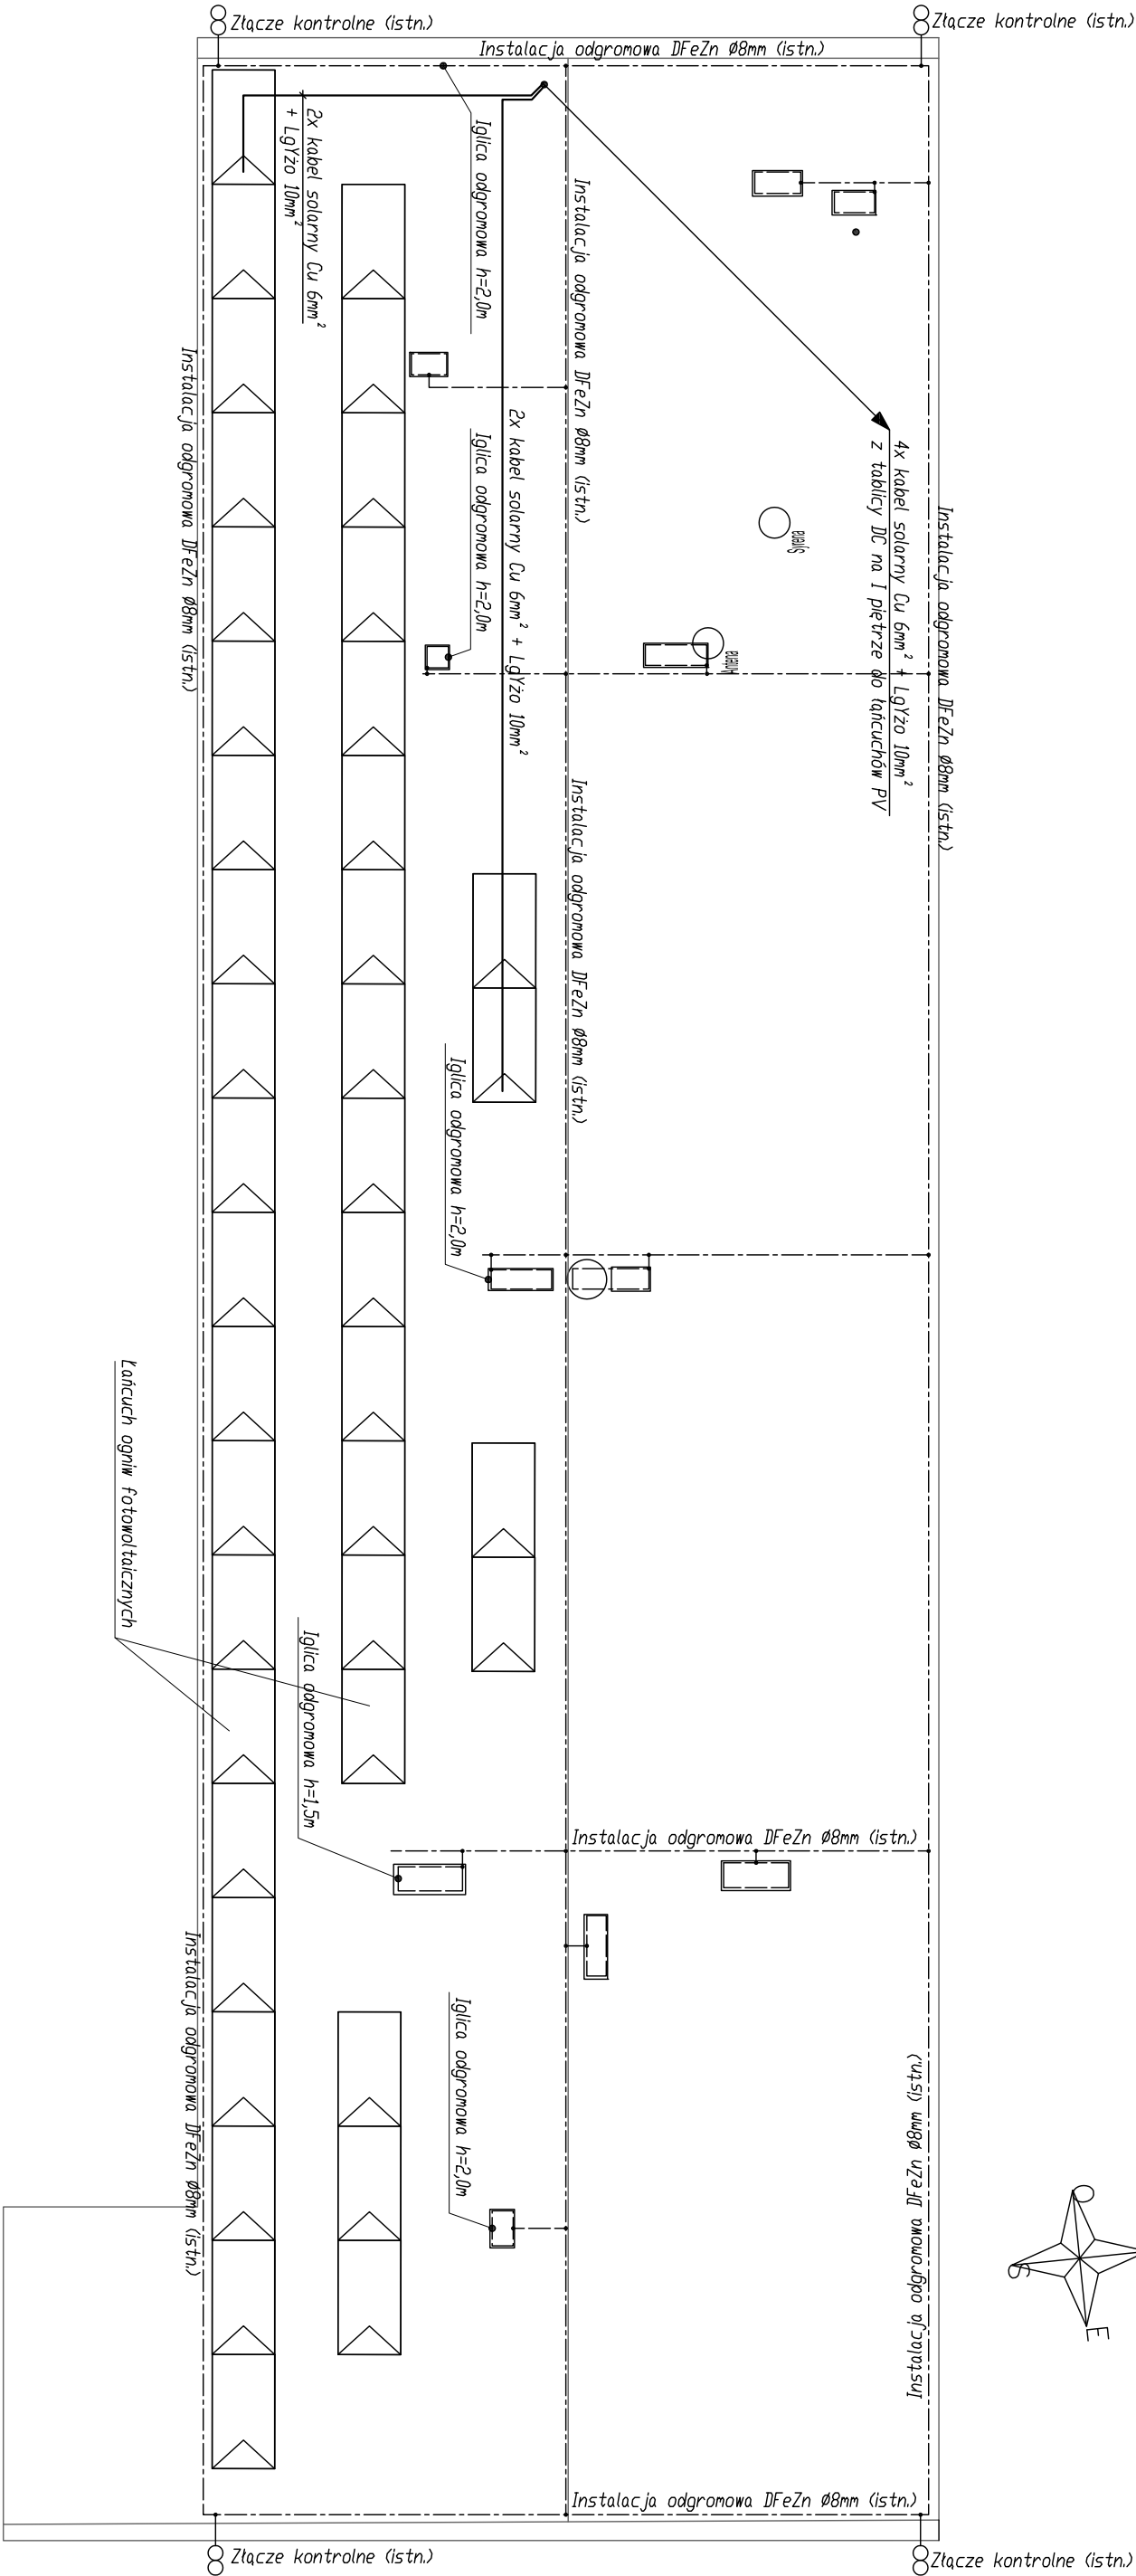 Złącze kontrolne (istn.)
Złącze kontrolne (istn.)
Instalacja odgromowa DFeZn Ø8mm (istn.)
2x kabel solarny Cu 6mm²
+ LgYżo 10mm²
Iglica odgromowa h=2,0m
Instalacja odgromowa DFeZn Ø8mm (istn.)
Instalacja odgromowa DFeZn Ø8mm (istn.)
2x kabel solarny Cu 6mm² + LgYżo 10mm²
Iglica odgromowa h=2,0m
4x kabel solarny Cu 6mm² + LgYżo 10mm²
z tablicy DC na I piętrze do łańcuchów PV
Instalacja odgromowa DFeZn Ø8mm (istn.)
Syrena
Antena
Instalacja odgromowa DFeZn Ø8mm (istn.)
Iglica odgromowa h=2,0m
Łańcuch ogniw fotowoltaicznych
Iglica odgromowa h=1,5m
Instalacja odgromowa DFeZn Ø8mm (istn.)
Instalacja odgromowa DFeZn Ø8mm (istn.)
Iglica odgromowa h=2,0m
Instalacja odgromowa DFeZn Ø8mm (istn.)
S
E
Instalacja odgromowa DFeZn Ø8mm (istn.)
Złącze kontrolne (istn.)
Złącze kontrolne (istn.)